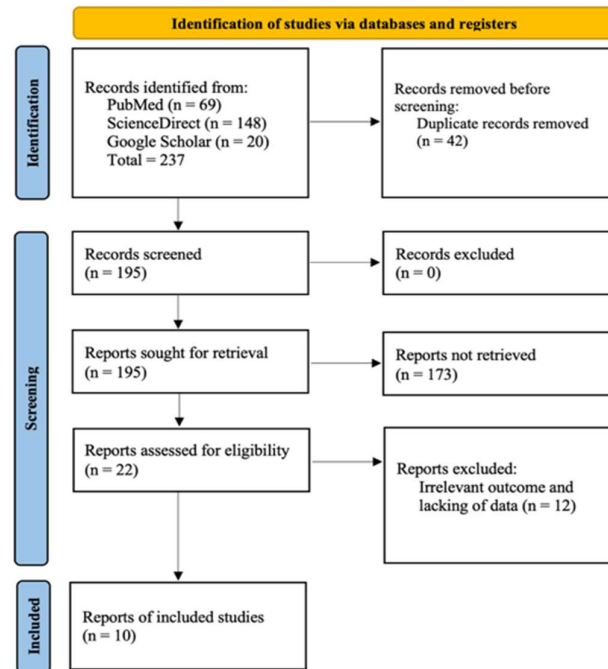 Identification of studies via databases and registers
Identification
Records identified from:
PubMed (n = 69)
ScienceDirect (n = 148)
Google Scholar (n = 20)
Total = 237
Records removed before
screening:
Duplicate records removed
(n = 42)
Screening
Records screened
(n = 195)
Records excluded
(n = 0)
Reports sought for retrieval
(n = 195)
Reports not retrieved
(n = 173)
Reports assessed for eligibility
(n = 22)
Reports excluded:
Irrelevant outcome and
lacking of data (n = 12)
Included
Reports of included studies
(n = 10)